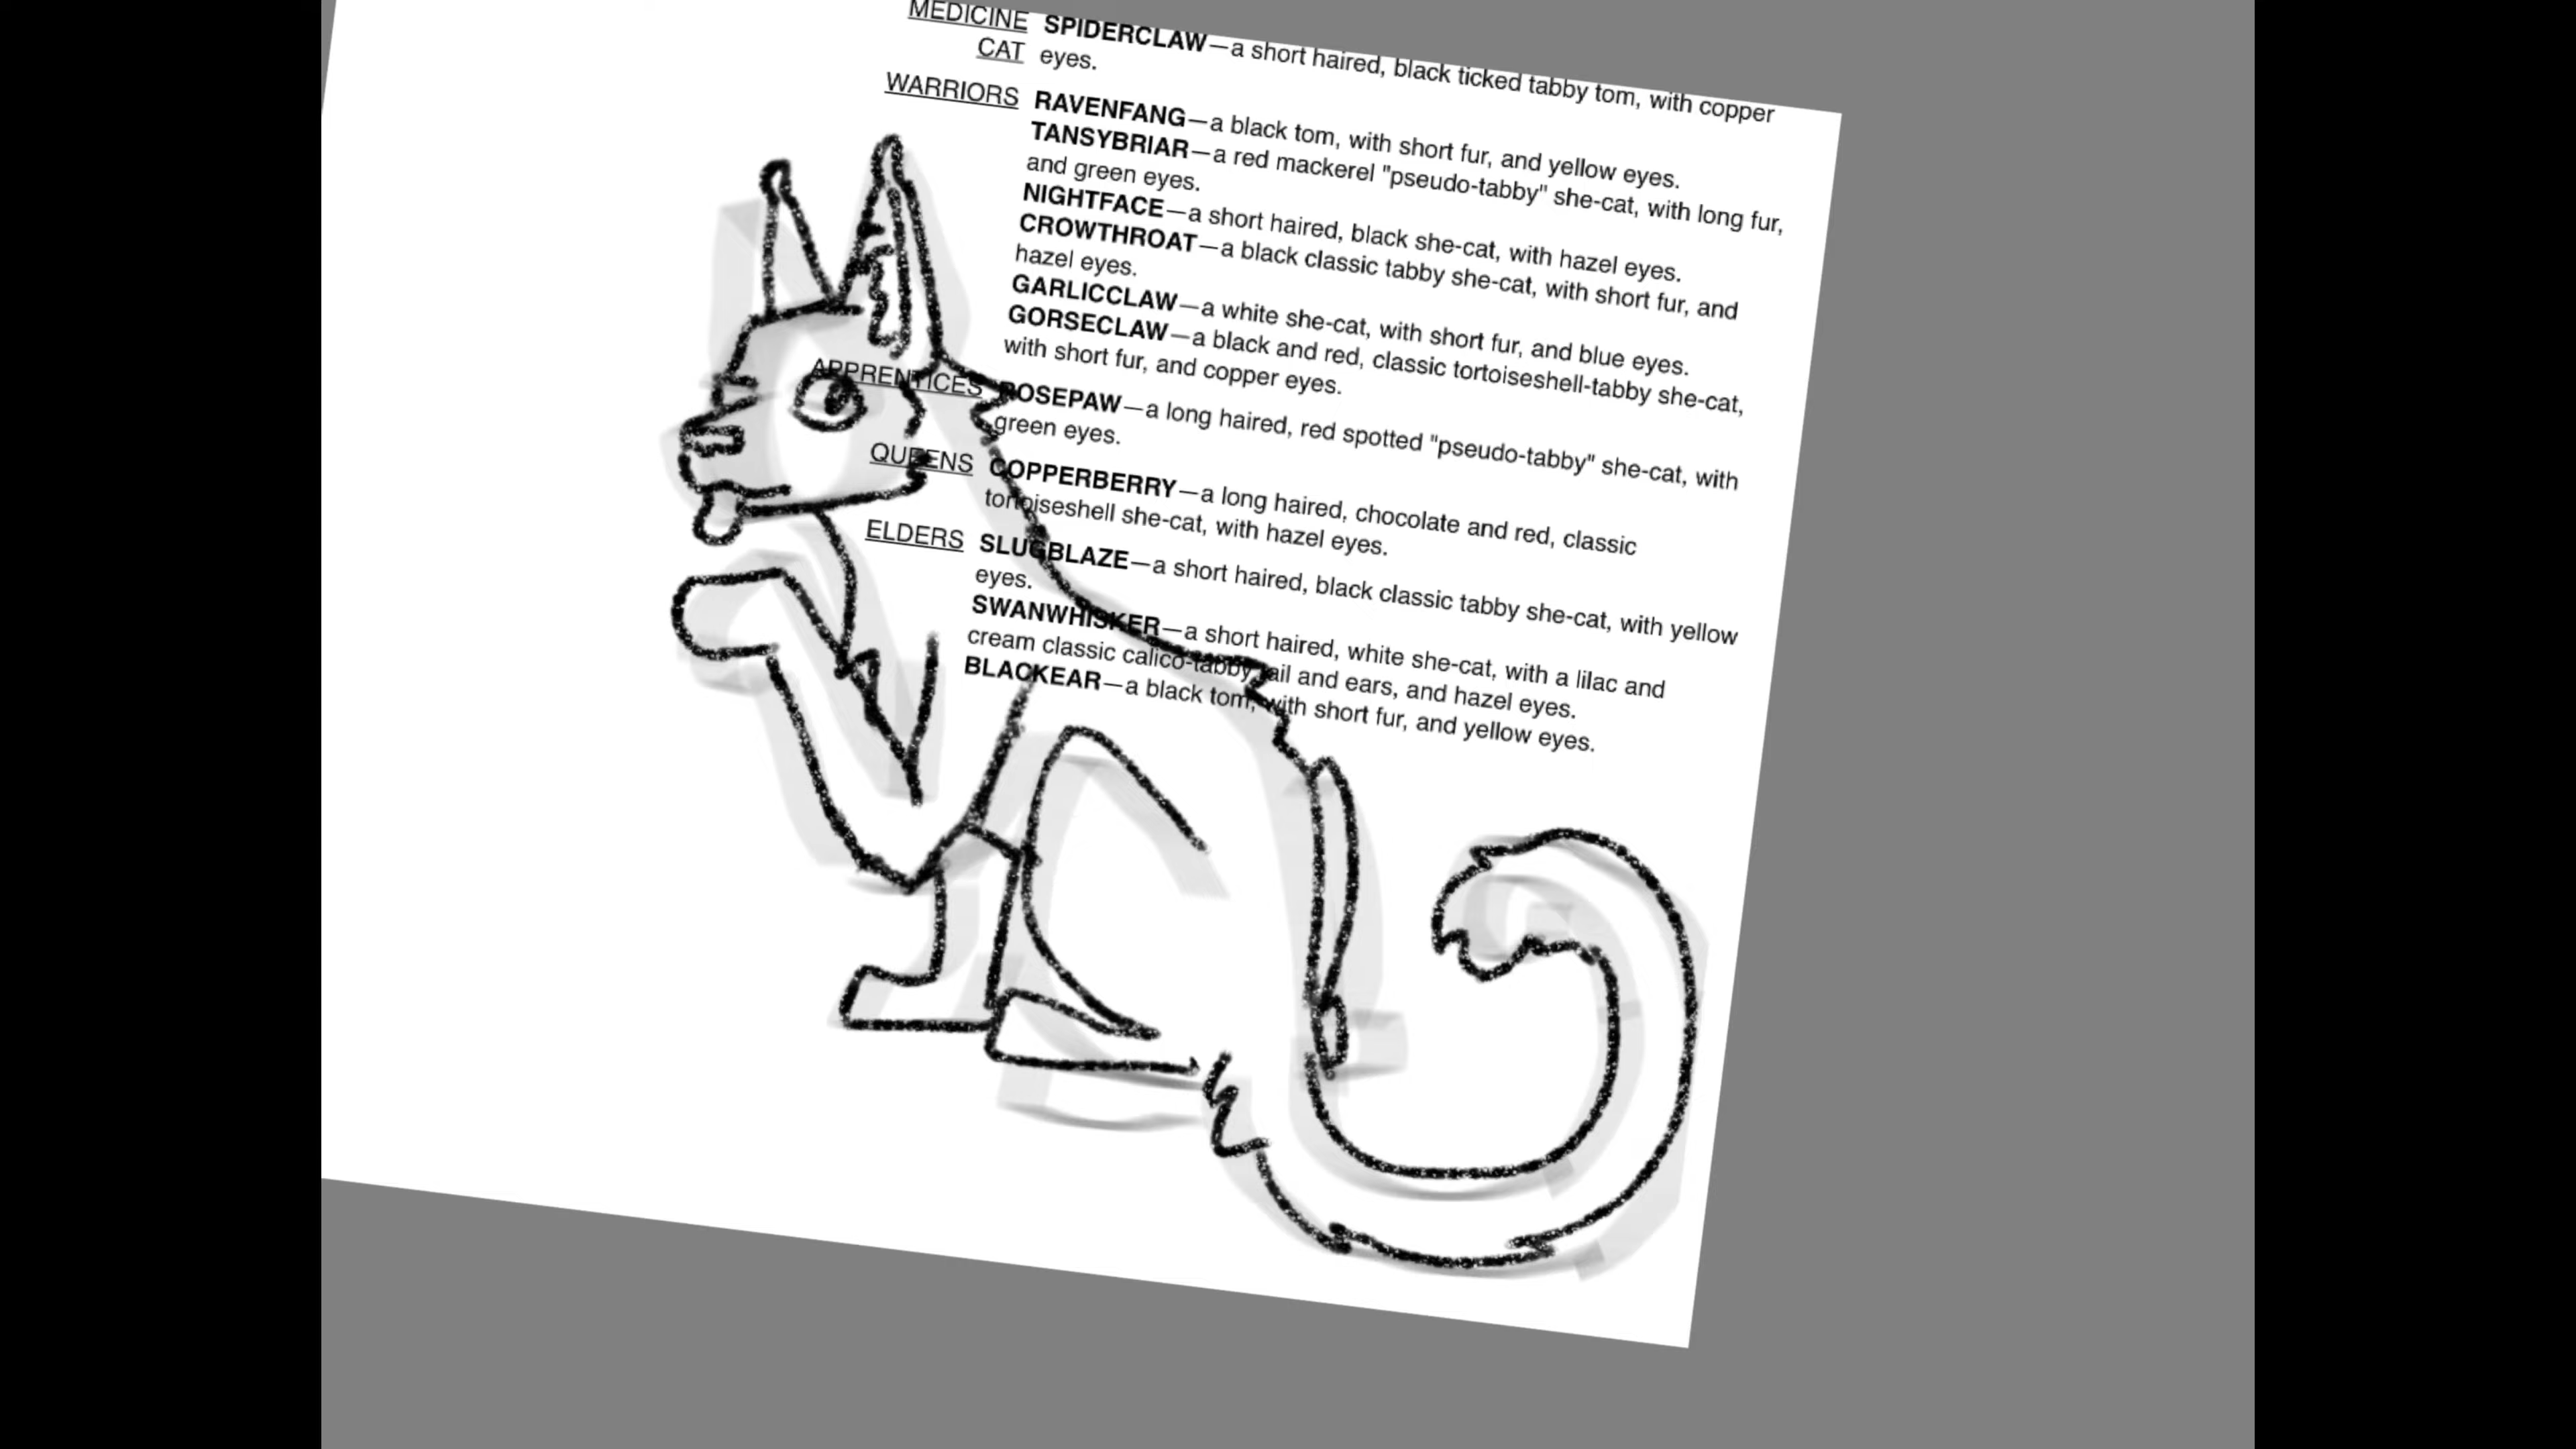 MEDICINE SPIDERCLAW—a short haired, black ticked tabby tom, with copper
CAT eyes.
WARRIORS RAVENFANG—a black tom, with short fur, and yellow eyes.
TANSYBRIAR—a red mackerel "pseudo-tabby" she-cat, with long fur,
and green eyes.
NIGHTFACE—a short haired, black she-cat, with hazel eyes.
CROWTHROAT—a black classic tabby she-cat, with short fur, and
hazel eyes.
GARLICCLAW—a white she-cat, with short fur, and blue eyes.
GORSECLAW—a black and red, classic tortoiseshell-tabby she-cat,
with short fur, and copper eyes.
APPRENTICES ROSEPAW—a long haired, red spotted "pseudo-tabby" she-cat, with
green eyes.
QUEENS COPPERBERRY—a long haired, chocolate and red, classic
tortoiseshell she-cat, with hazel eyes.
ELDERS SLUGBLAZE—a short haired, black classic tabby she-cat, with yellow
eyes.
SWANWHISKER—a short haired, white she-cat, with a lilac and
cream classic calico-tabby tail and ears, and hazel eyes.
BLACKEAR—a black tom, with short fur, and yellow eyes.